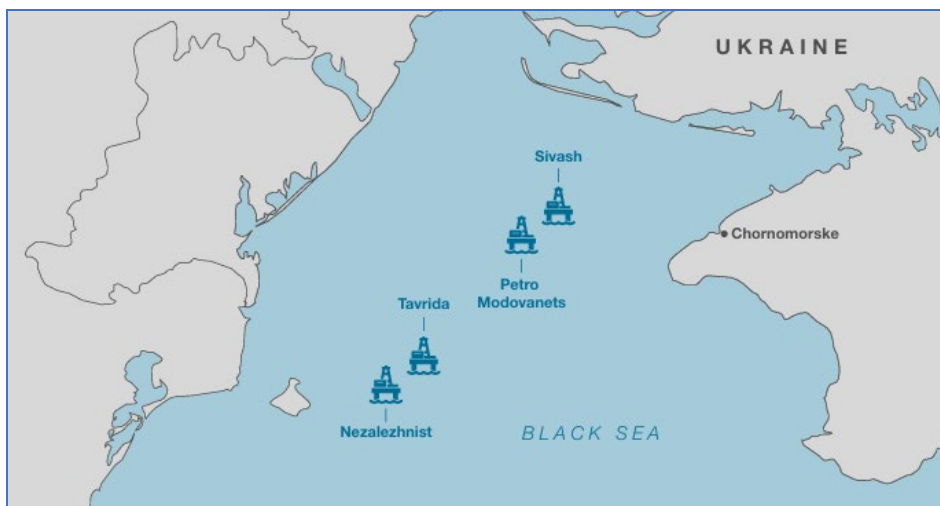 UKRAINE
Sivash
Chornomorske
Petro
Modovanets
Tavrida
Nezalezhnist
BLACK SEA